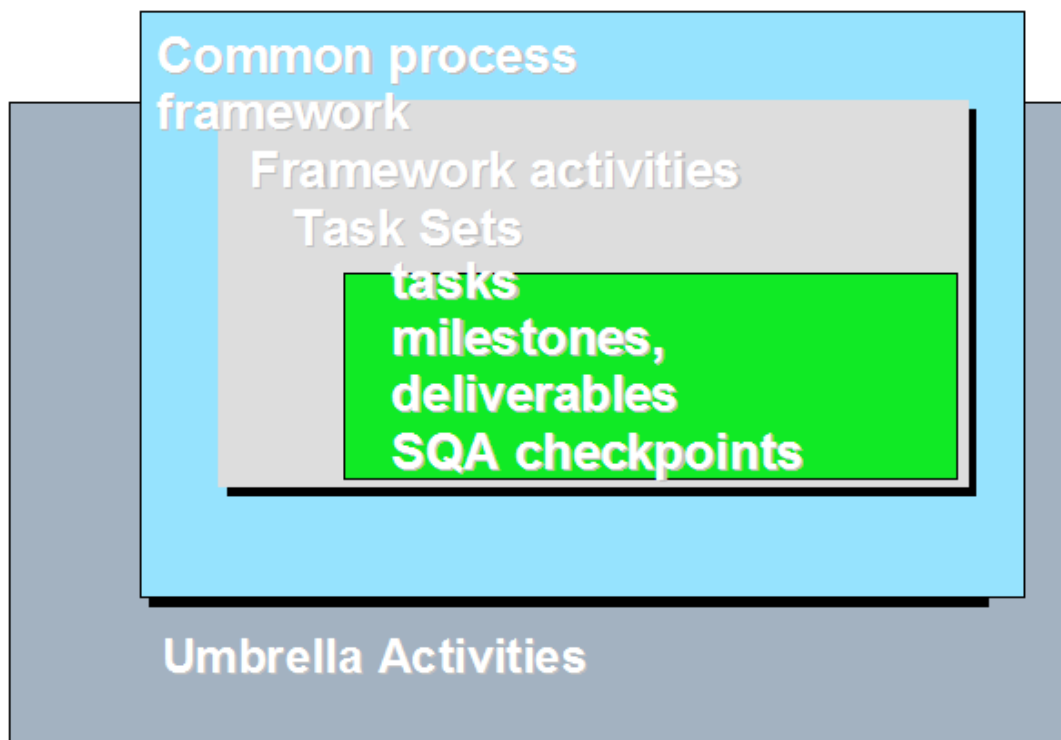 Common process
framework
Framework activities
Task Sets
tasks
milestones,
deliverables
SQA checkpoints
Umbrella Activities